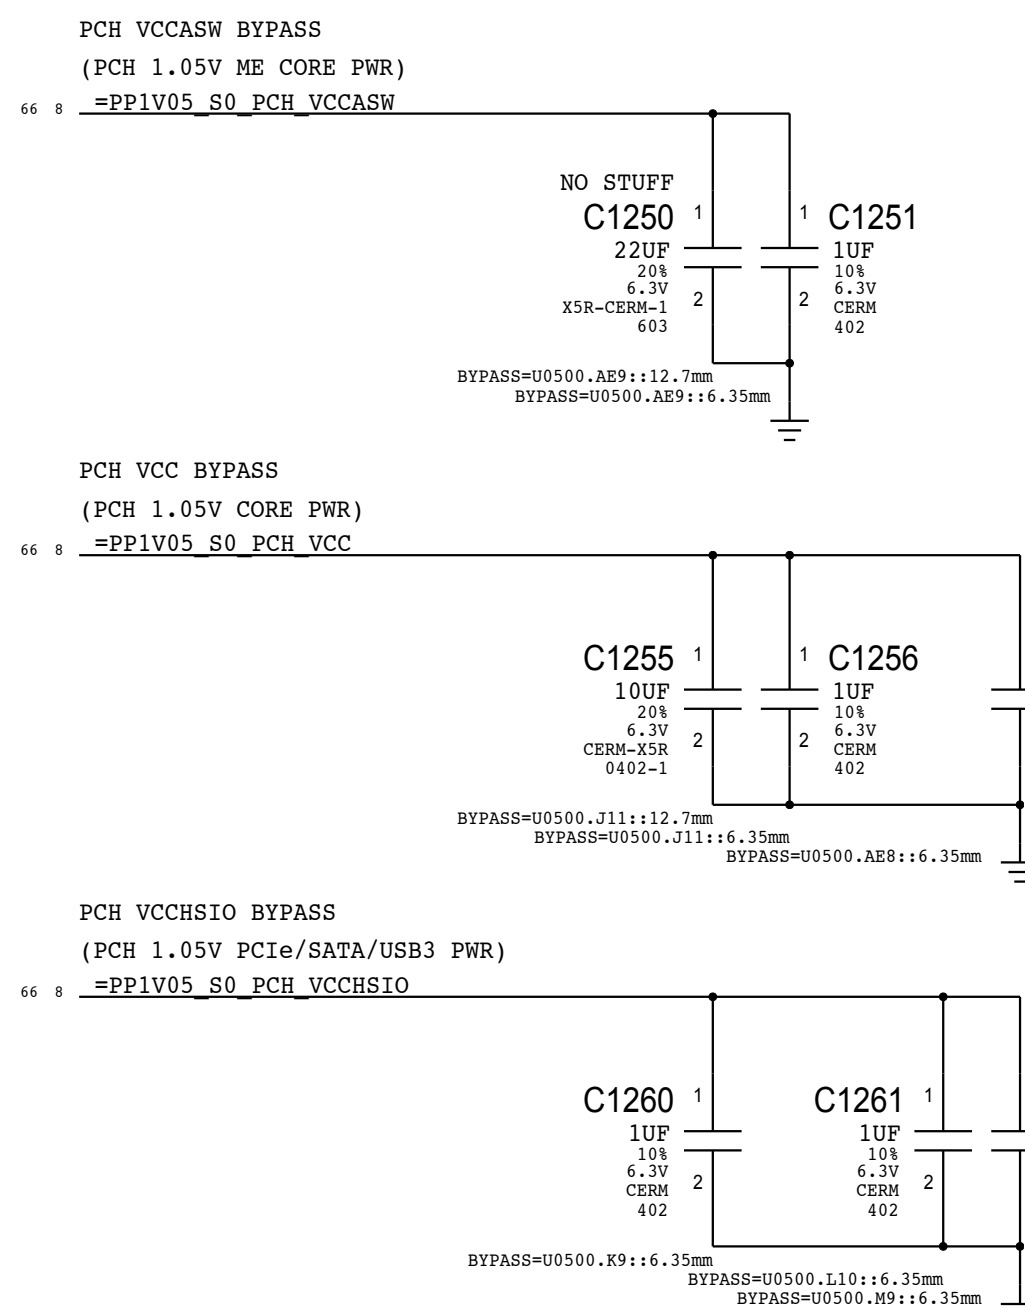 PCH VCCASW BYPASS
(PCH 1.05V ME CORE PWR)
66 8 =PP1V05_S0_PCH_VCCASW
NO STUFF
C1250 1
22UF
20%
6.3V
X5R-CERM-1
603
2
1 C1251
1UF
10%
6.3V
CERM
402
2
BYPASS=U0500.AE9::12.7mm
BYPASS=U0500.AE9::6.35mm
PCH VCC BYPASS
(PCH 1.05V CORE PWR)
66 8 =PP1V05_S0_PCH_VCC
C1255 1
10UF
20%
6.3V
CERM-X5R
0402-1
2
1 C1256
1UF
10%
6.3V
CERM
402
2
BYPASS=U0500.J11::12.7mm
BYPASS=U0500.J11::6.35mm
BYPASS=U0500.AE8::6.35mm
PCH VCCHSIO BYPASS
(PCH 1.05V PCIe/SATA/USB3 PWR)
66 8 =PP1V05_S0_PCH_VCCHSIO
C1260 1
1UF
10%
6.3V
CERM
402
2
C1261 1
1UF
10%
6.3V
CERM
402
2
BYPASS=U0500.K9::6.35mm
BYPASS=U0500.L10::6.35mm
BYPASS=U0500.M9::6.35mm